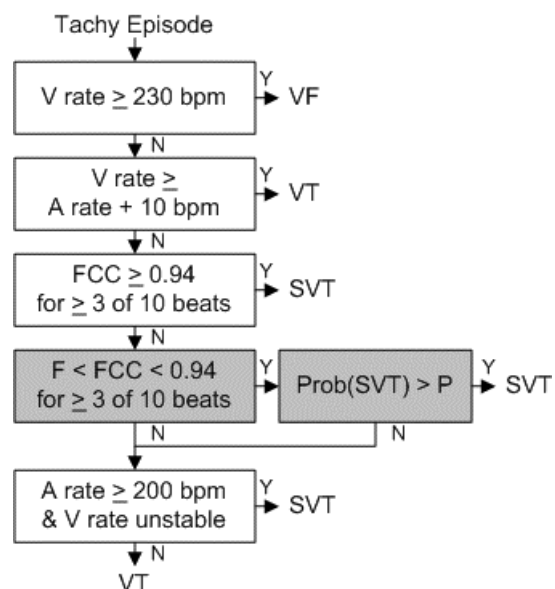 Tachy Episode
V rate ≥ 230 bpm
Y
VF
N
V rate ≥
A rate + 10 bpm
Y
VT
N
FCC ≥ 0.94
for ≥ 3 of 10 beats
Y
SVT
N
F < FCC < 0.94
for ≥ 3 of 10 beats
Y
Prob(SVT) > P
Y
SVT
N
N
A rate ≥ 200 bpm
& V rate unstable
Y
SVT
N
VT